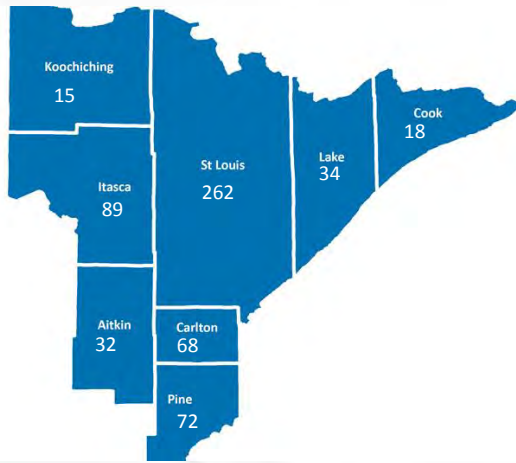 Koochiching
15
Cook
18
Lake
34
St Louis
262
Itasca
89
Aitkin
32
Carlton
68
Pine
72